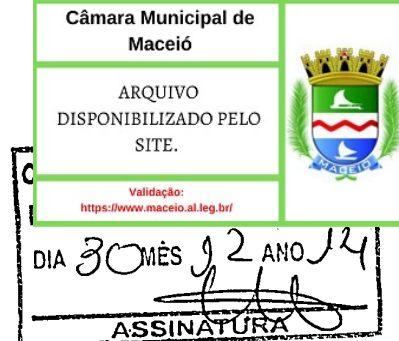 Câmara Municipal de
Maceió
ARQUIVO
DISPONIBILIZADO PELO
SITE.
Validação:
https://www.maceio.al.leg.br/
MACEIÓ
DIA 30 MÊS 12 ANO 14
ASSINATURA